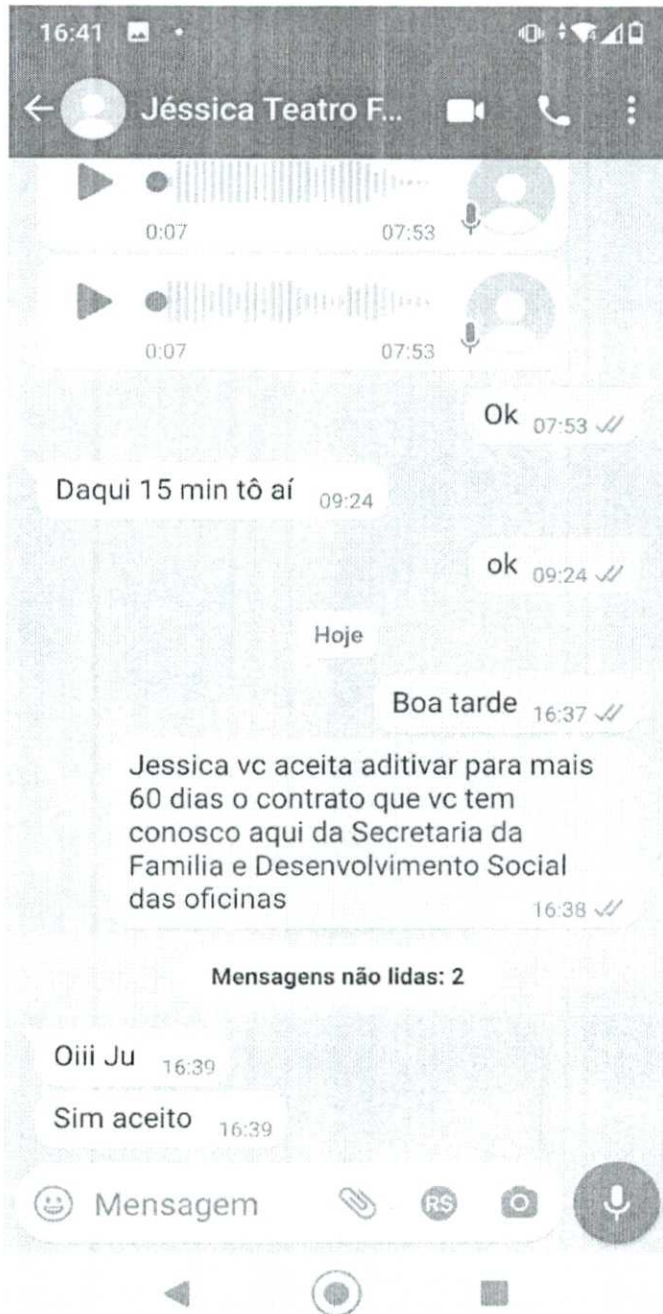 16:41
Jéssica Teatro F...
0:07 07:53
0:07 07:53
Ok 07:53
Daqui 15 min tô aí 09:24
ok 09:24
Hoje
Boa tarde 16:37
Jessica vc aceita aditivar para mais
60 dias o contrato que vc tem
conosco aqui da Secretaria da
Familia e Desenvolvimento Social
das oficinas 16:38
Mensagens não lidas: 2
Oiii Ju 16:39
Sim aceito 16:39
Mensagem R$